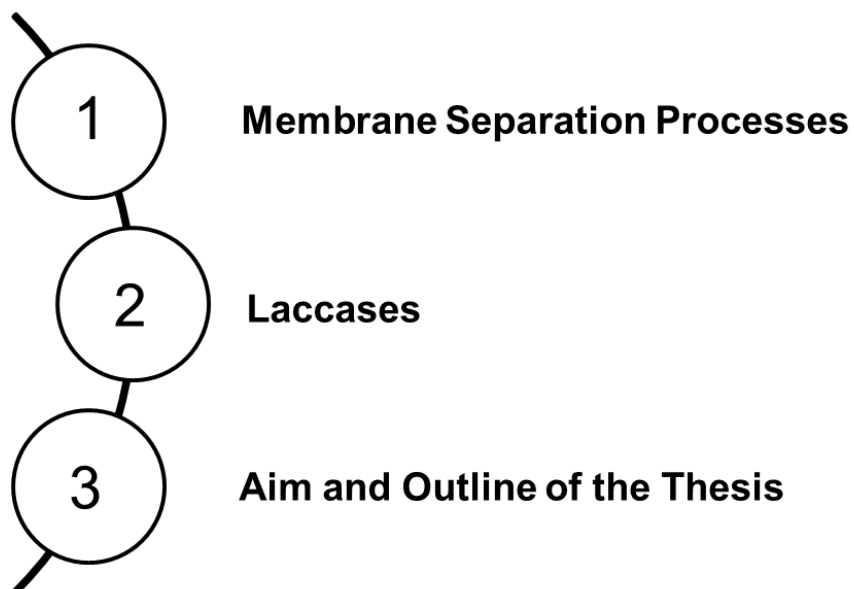 1 Membrane Separation Processes
2 Laccases
3 Aim and Outline of the Thesis